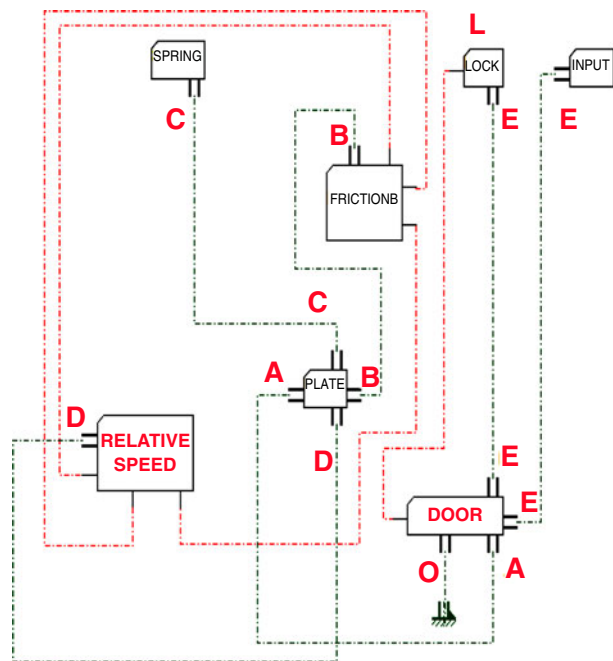 L
SPRING
LOCK
INPUT
C
E
E
B
FRICTIONB
C
A
PLATE
B
D
RELATIVE
SPEED
D
E
E
DOOR
O
A